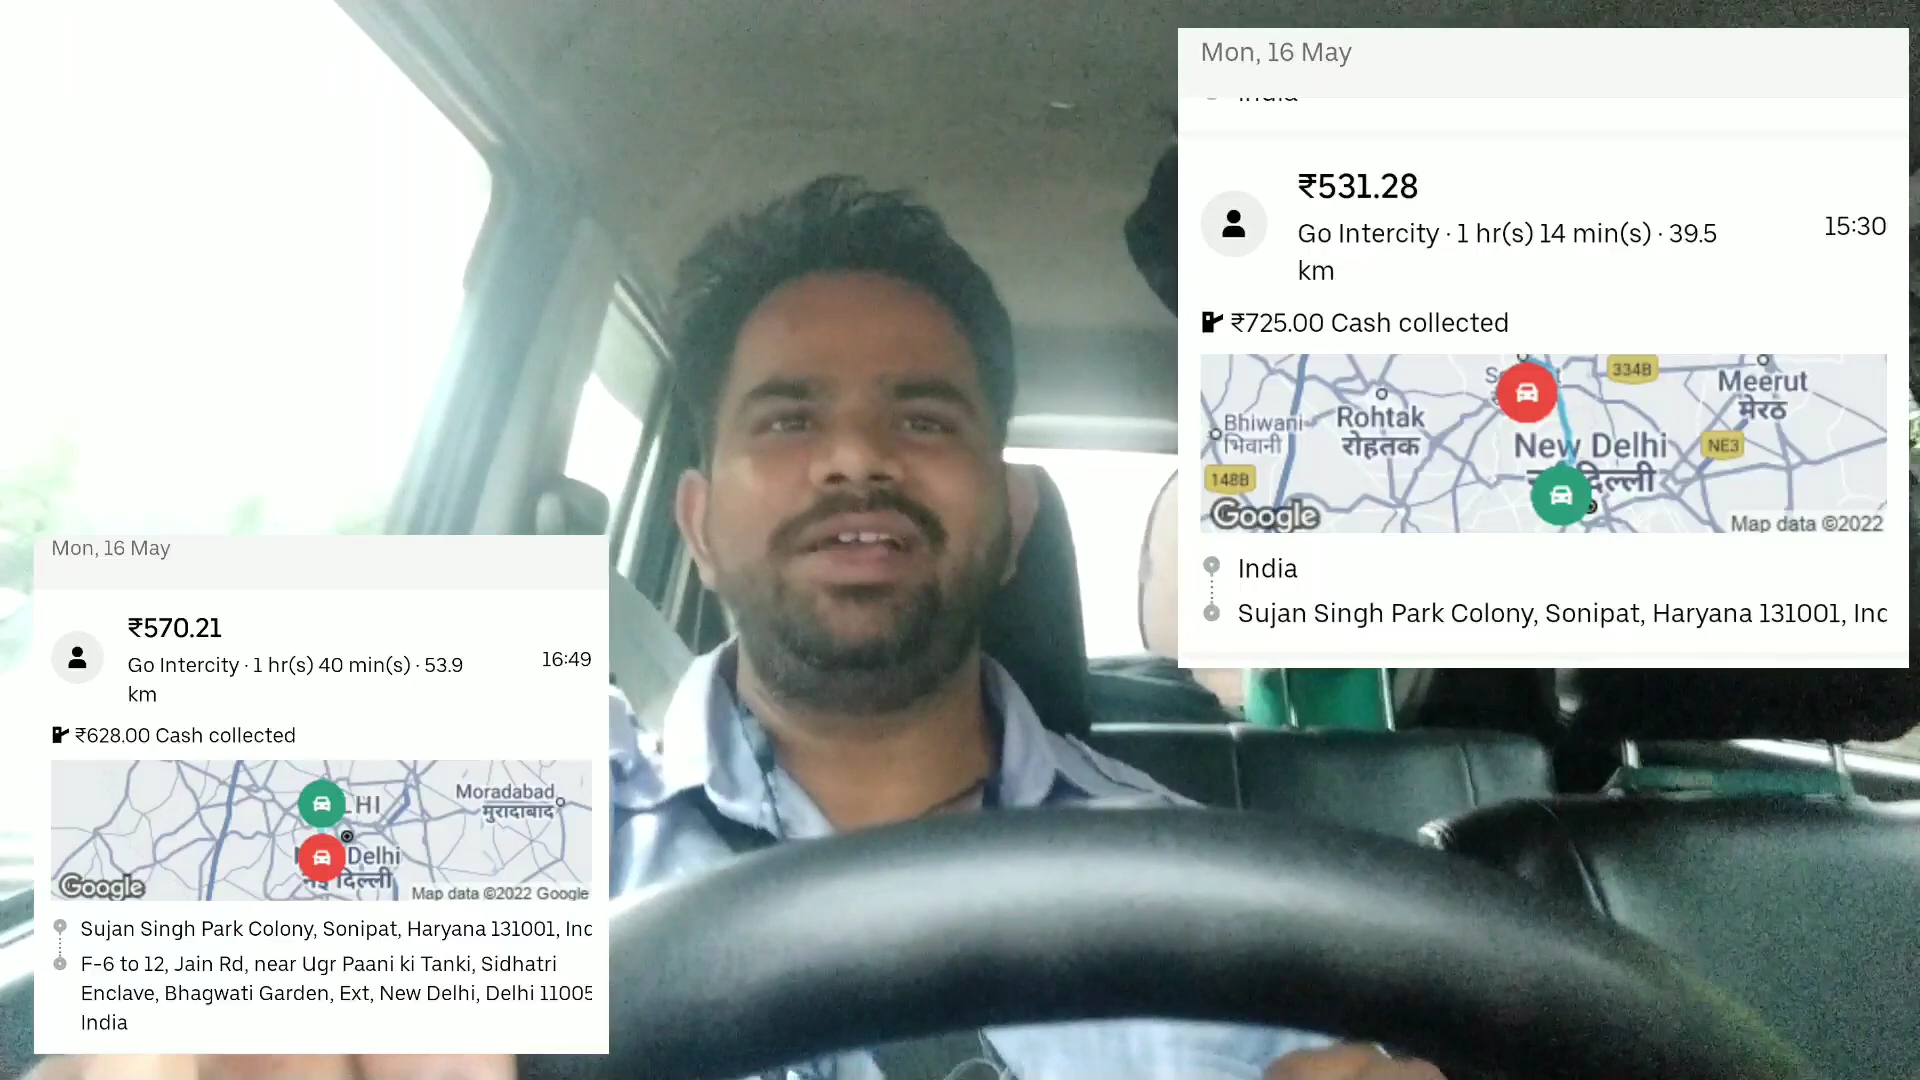 Mon, 16 May
₹531.28
Go Intercity · 1 hr(s) 14 min(s) · 39.5
km
15:30
₹725.00 Cash collected
334B
Meerut
मेरठ
Bhiwani
भिवानी
Rohtak
रोहतक
New Delhi
दिल्ली
NE3
148B
Google
Map data ©2022
India
Sujan Singh Park Colony, Sonipat, Haryana 131001, Inc
Mon, 16 May
₹570.21
Go Intercity · 1 hr(s) 40 min(s) · 53.9
km
16:49
₹628.00 Cash collected
LHI
Moradabad
मुरादाबाद
Delhi
नई दिल्ली
Google
Map data ©2022 Google
Sujan Singh Park Colony, Sonipat, Haryana 131001, Inc
F-6 to 12, Jain Rd, near Ugr Paani ki Tanki, Sidhatri
Enclave, Bhagwati Garden, Ext, New Delhi, Delhi 11005
India